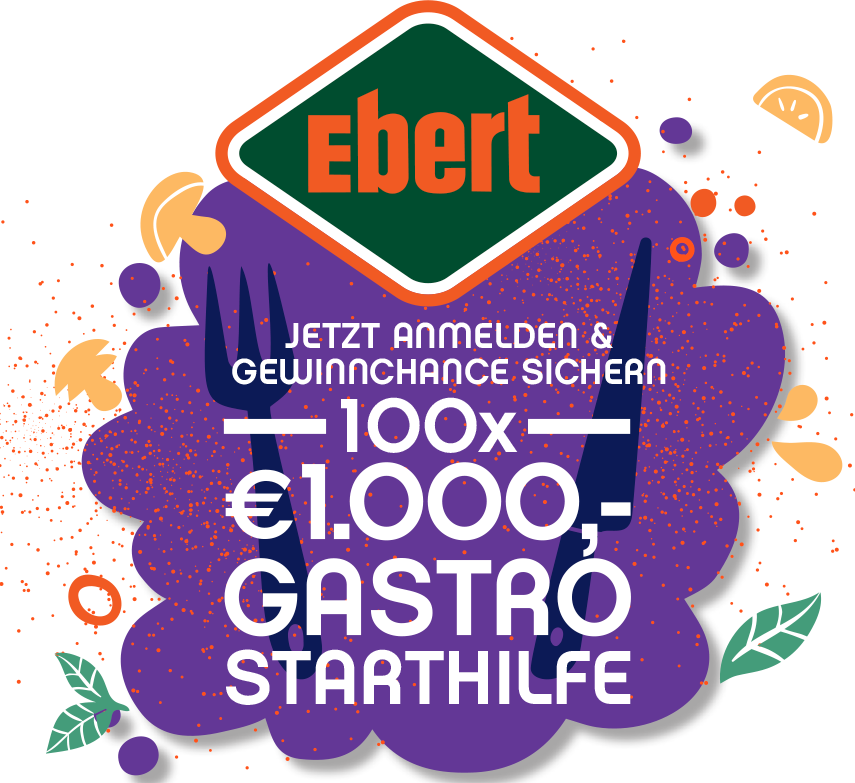 Ebert
JETZT ANMELDEN &
GEWINNCHANCE SICHERN
100x
€1.000,-
GASTRO
STARTHILFE